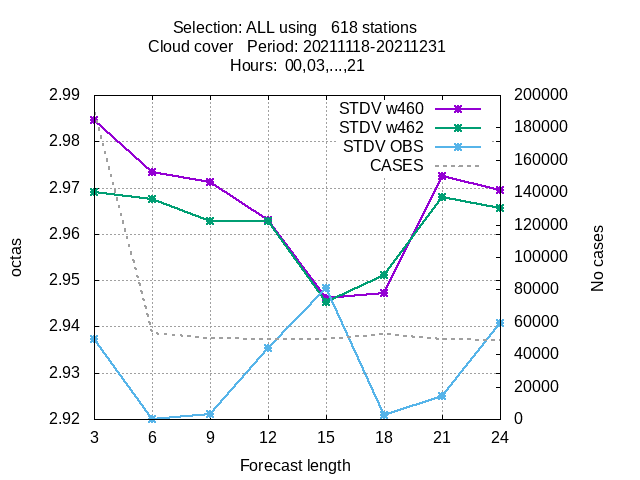 Selection: ALL using   618 stations
Cloud cover   Period: 20211118-20211231
Hours:  00,03,...,21
STDV w460
STDV w462
STDV OBS
CASES
2.99
2.98
2.97
2.96
2.95
2.94
2.93
2.92
octas
200000
180000
160000
140000
120000
100000
80000
60000
40000
20000
0
No cases
3 6 9 12 15 18 21 24
Forecast length